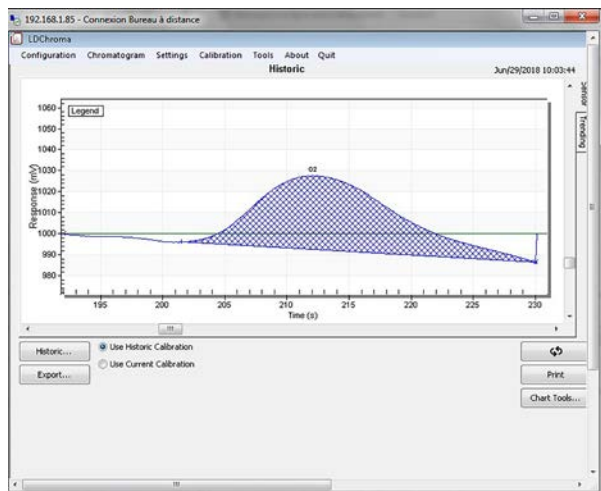 192.168.1.85 - Connexion Bureau à distance
LDChroma
Configuration Chromatogram Settings Calibration Tools About Quit
Historic
Jun/29/2018 10:03:44
Sensor
Trending
Legend
O2
Response (mV)
1060
1050
1040
1030
1020
1010
1000
990
980
195 200 205 210 215 220 225 230
Time (s)
Historic...
Use Historic Calibration
Export...
Use Current Calibration
Print
Chart Tools...